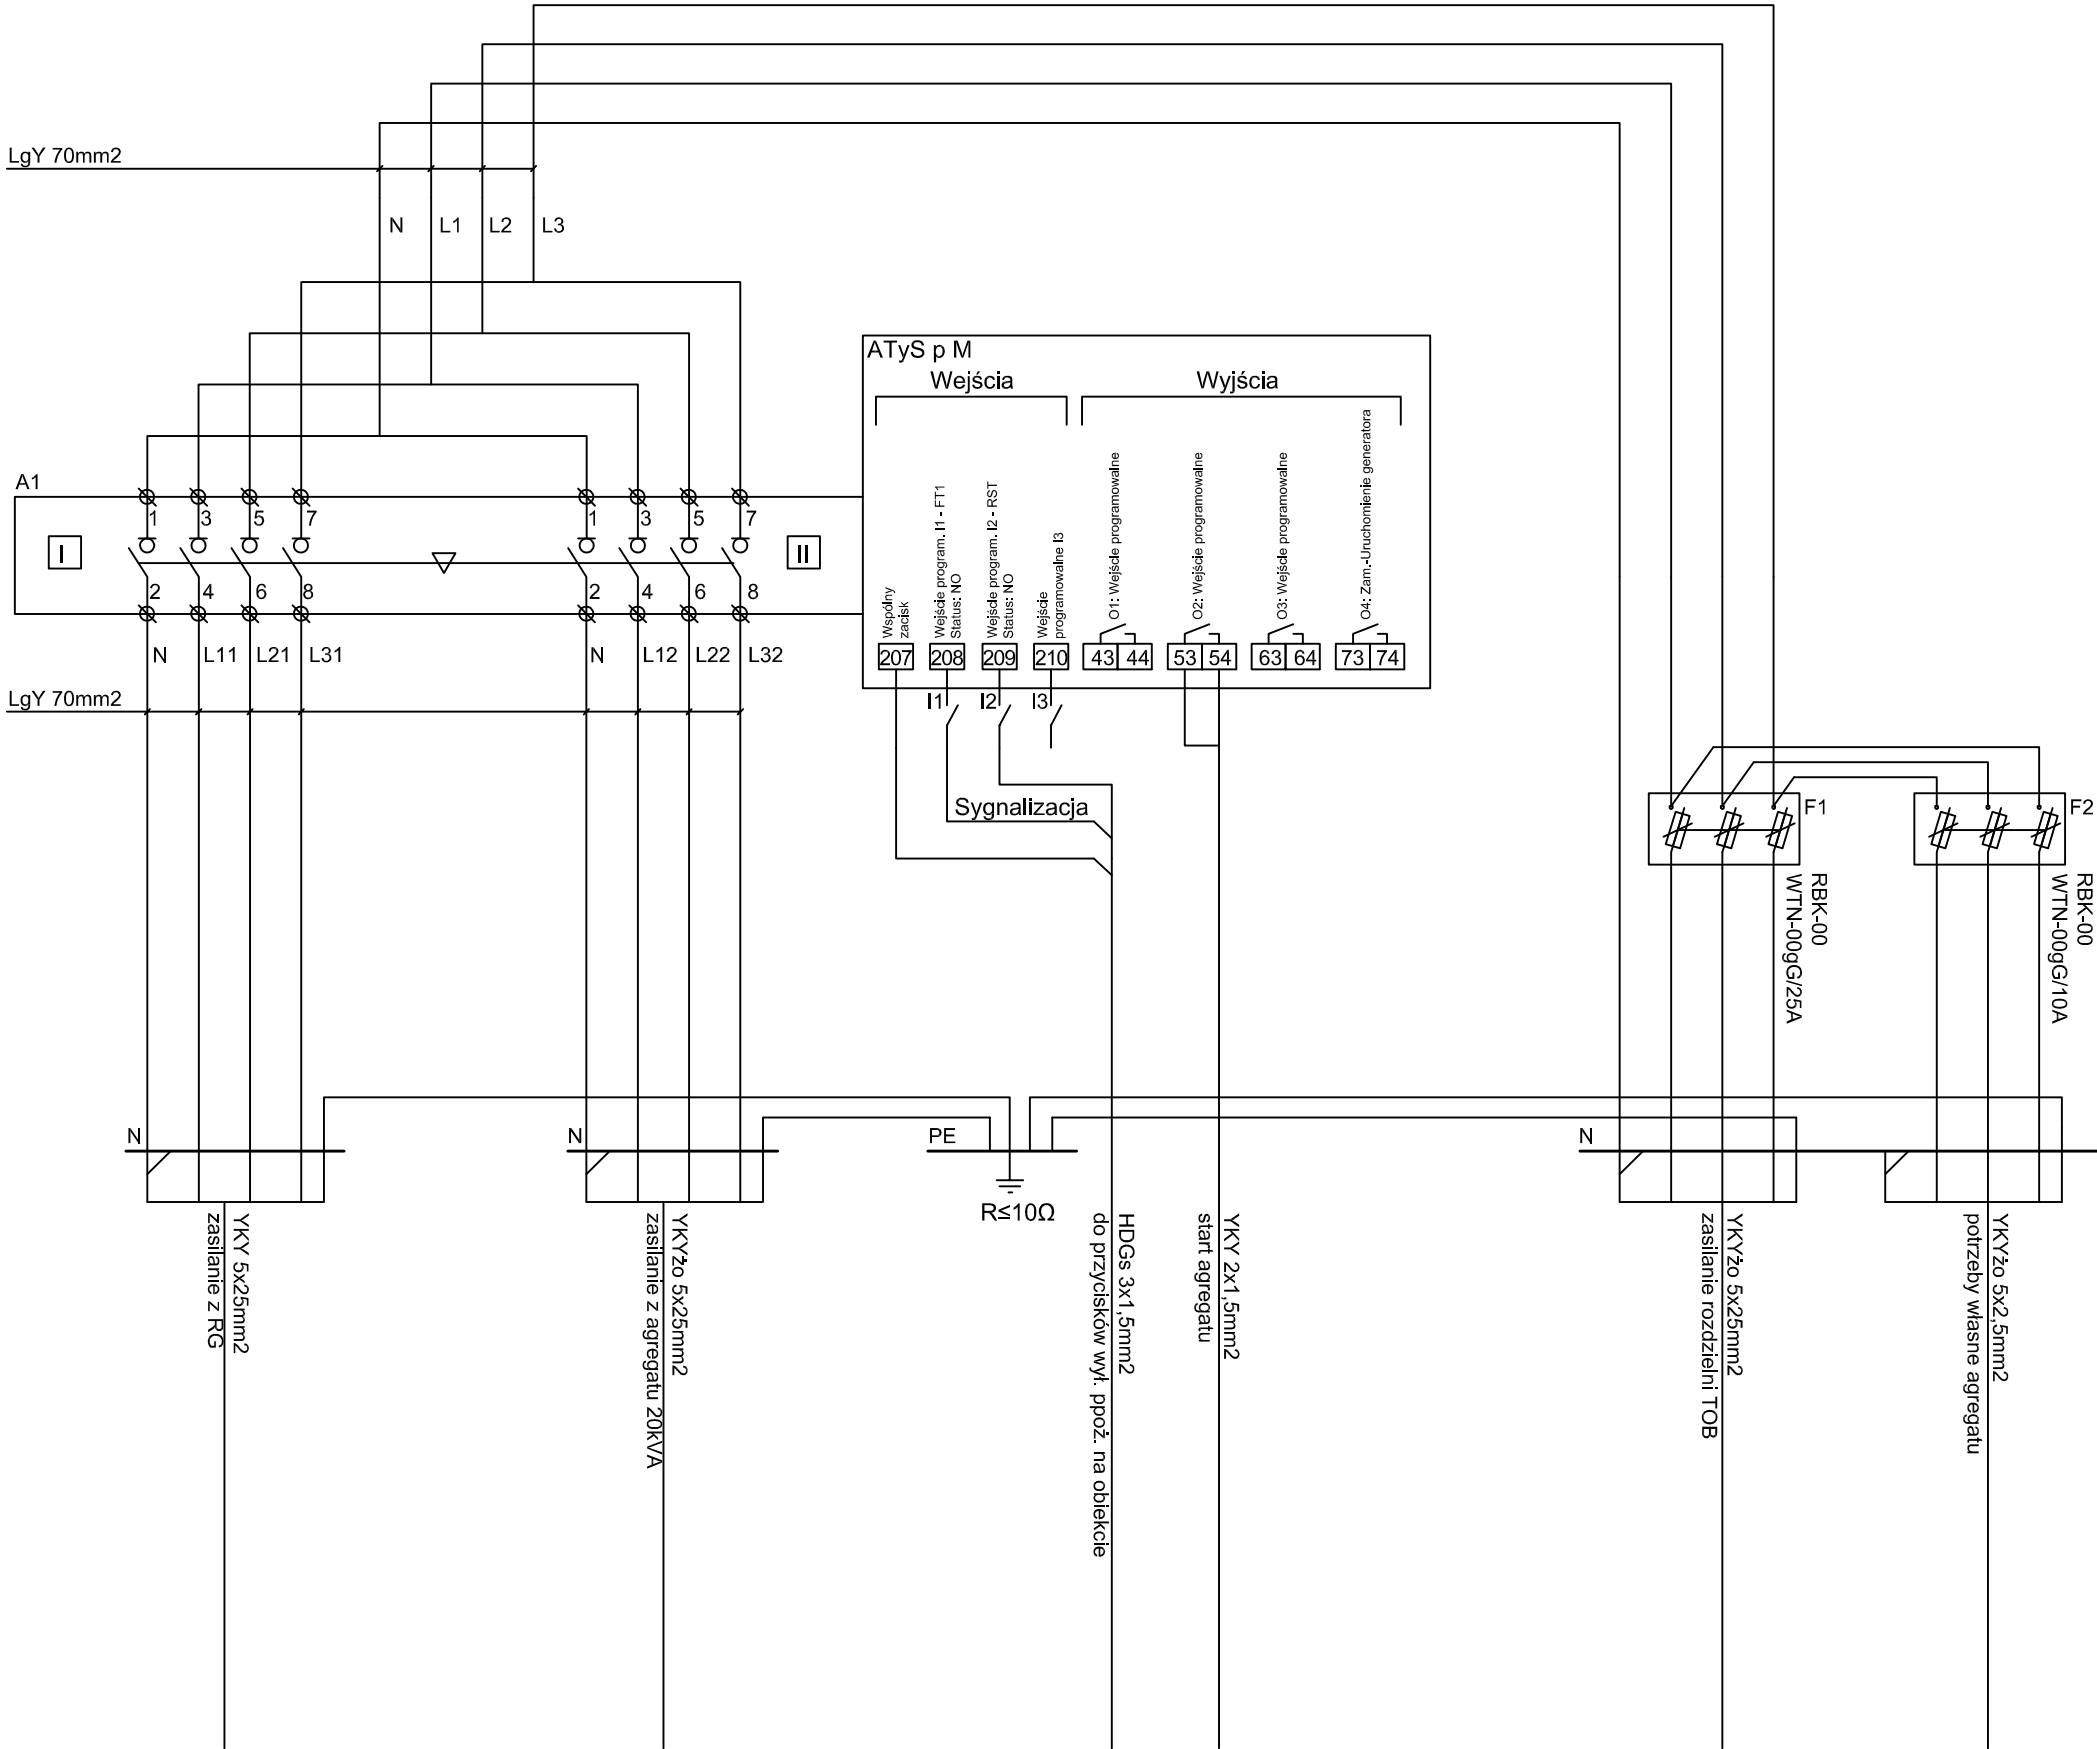 LgY 70mm2
N
L1
L2
L3
ATyS p M
Wejścia
Wyjścia
A1
1
3
5
7
1
3
5
7
I
II
2
4
6
8
2
4
6
8
N
L11
L21
L31
N
L12
L22
L32
Wspólny
zacisk
Wejście program. I1 - FT1
Status: NO
Wejście program. I2 - RST
Status: NO
Wejście
programowalne I3
O1: Wejście programowalne
O2: Wejście programowalne
O3: Wejście programowalne
O4: Zam.-Uruchomienie generatora
207
208
209
210
43 44
53 54
63 64
73 74
LgY 70mm2
I1
I2
I3
Sygnalizacja
F1
F2
RBK-00
WTN-00gG/25A
RBK-00
WTN-00gG/10A
N
N
PE
N
R≤10Ω
YKY 5x25mm2
zasilanie z RG
YKYżo 5x25mm2
zasilanie z agregatu 20kVA
HDGs 3x1,5mm2
do przycisków wył. ppoż. na obiekcie
YKY 2x1,5mm2
start agregatu
YKYżo 5x25mm2
zasilanie rozdzielni TOB
YKYżo 5x2,5mm2
potrzeby własne agregatu